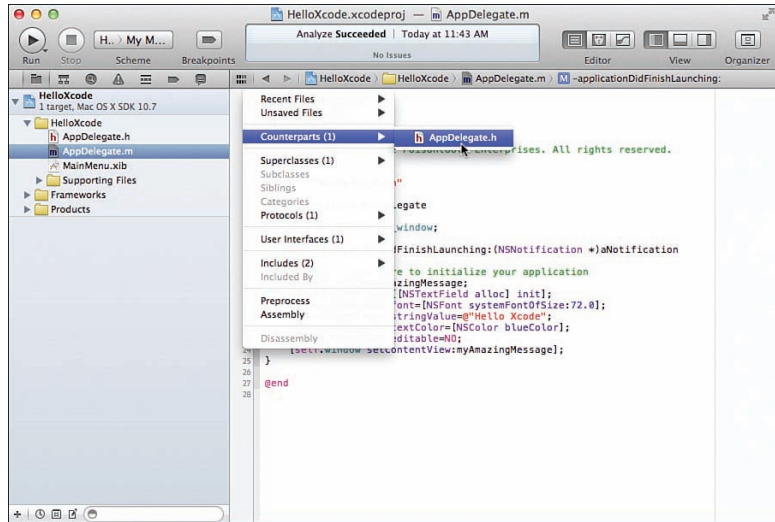 HelloXcode.xcodeproj — AppDelegate.m
Run
Stop
H.. › My M...
Scheme
Breakpoints
Analyze Succeeded | Today at 11:43 AM
No Issues
Editor
View
Organizer
HelloXcode › HelloXcode › AppDelegate.m › M -applicationDidFinishLaunching:
HelloXcode
1 target, Mac OS X SDK 10.7
HelloXcode
h AppDelegate.h
m AppDelegate.m
MainMenu.xib
Supporting Files
Frameworks
Products
Recent Files
Unsaved Files
Counterparts (1)
h AppDelegate.h
Superclasses (1)
Subclasses
Siblings
Categories
Protocols (1)
User Interfaces (1)
Includes (2)
Included By
Preprocess
Assembly
Disassembly
Enterprises. All rights reserved.
legate
window;
dFinishLaunching:(NSNotification *)aNotification
re to initialize your application
azingMessage;
[[NSTextField alloc] init];
font=[NSFont systemFontOfSize:72.0];
stringValue=@"Hello Xcode";
textColor=[NSColor blueColor];
editable=NO;
24 [self.window setContentView:myAmazingMessage];
25 }
26
27 @end
28